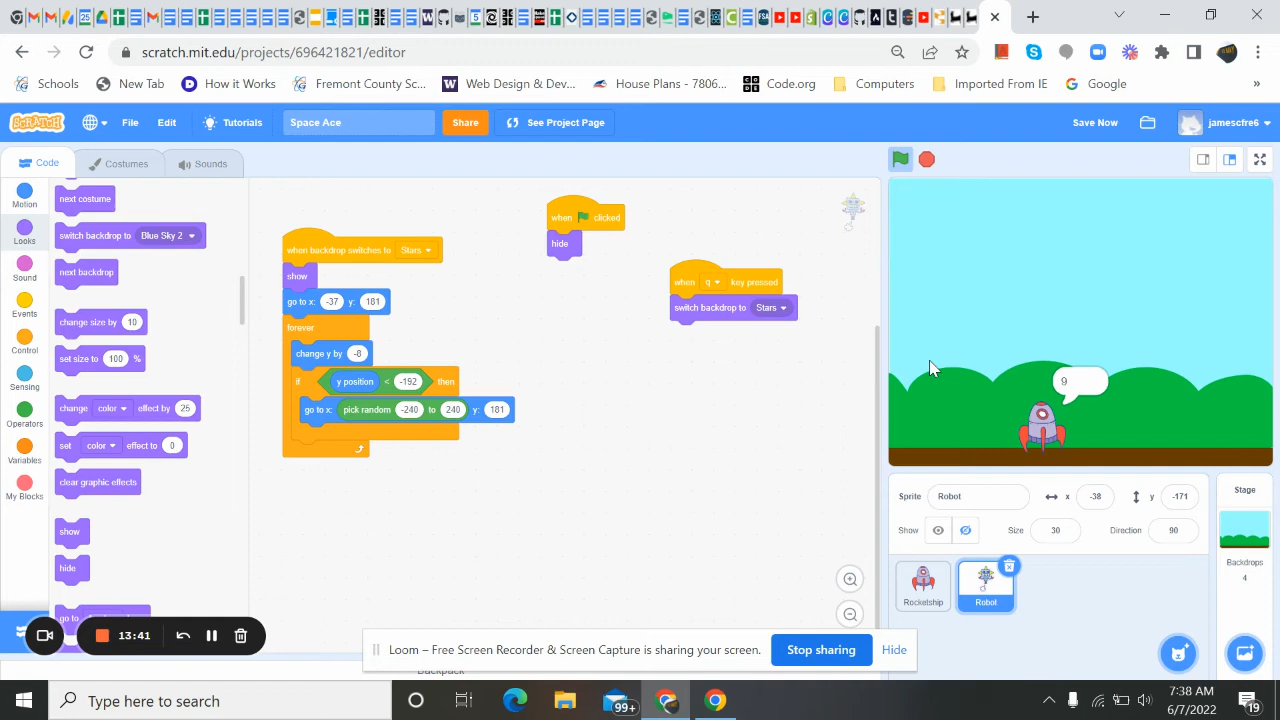 scratch.mit.edu/projects/696421821/editor
Schools
New Tab
How it Works
Fremont County Sc...
Web Design & De...
House Plans - 7806...
Code.org
Computers
Imported From IE
Google
»
SCRATCH
File
Edit
Tutorials
Space Ace
Share
See Project Page
Save Now
jamescfre6
Code
Costumes
Sounds
Motion
Looks
Sound
Events
Control
Sensing
Operators
Variables
My Blocks
next costume
switch backdrop to Blue Sky 2
next backdrop
change size by 10
set size to 100 %
change color effect by 25
set color effect to 0
clear graphic effects
show
hide
go to
when backdrop switches to Stars
show
go to x: -37 y: 181
forever
change y by -8
if y position < -192 then
go to x: pick random -240 to 240 y: 181
when clicked
hide
when q key pressed
switch backdrop to Stars
9
Sprite Robot x -38 y -171
Show Size 30 Direction 90
Rocketship
Robot
Stage
Backdrops
4
13:41
Loom – Free Screen Recorder & Screen Capture is sharing your screen.
Stop sharing
Hide
Backpack
Type here to search
99+
7:38 AM
6/7/2022
19